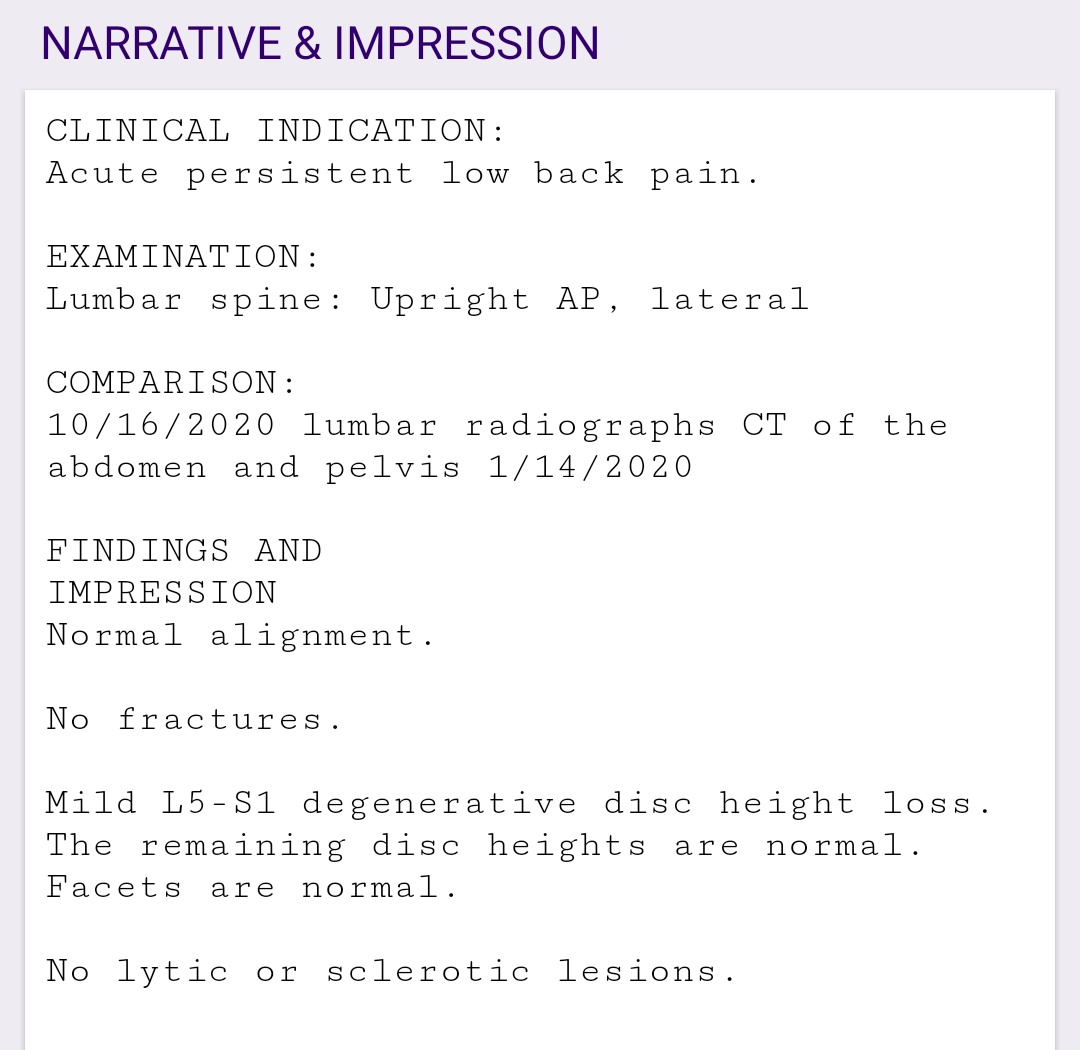 NARRATIVE & IMPRESSION
CLINICAL INDICATION:
Acute persistent low back pain.
EXAMINATION:
Lumbar spine: Upright AP, lateral
COMPARISON:
10/16/2020 lumbar radiographs CT of the
abdomen and pelvis 1/14/2020
FINDINGS AND
IMPRESSION
Normal alignment.
No fractures.
Mild L5-S1 degenerative disc height loss.
The remaining disc heights are normal.
Facets are normal.
No lytic or sclerotic lesions.